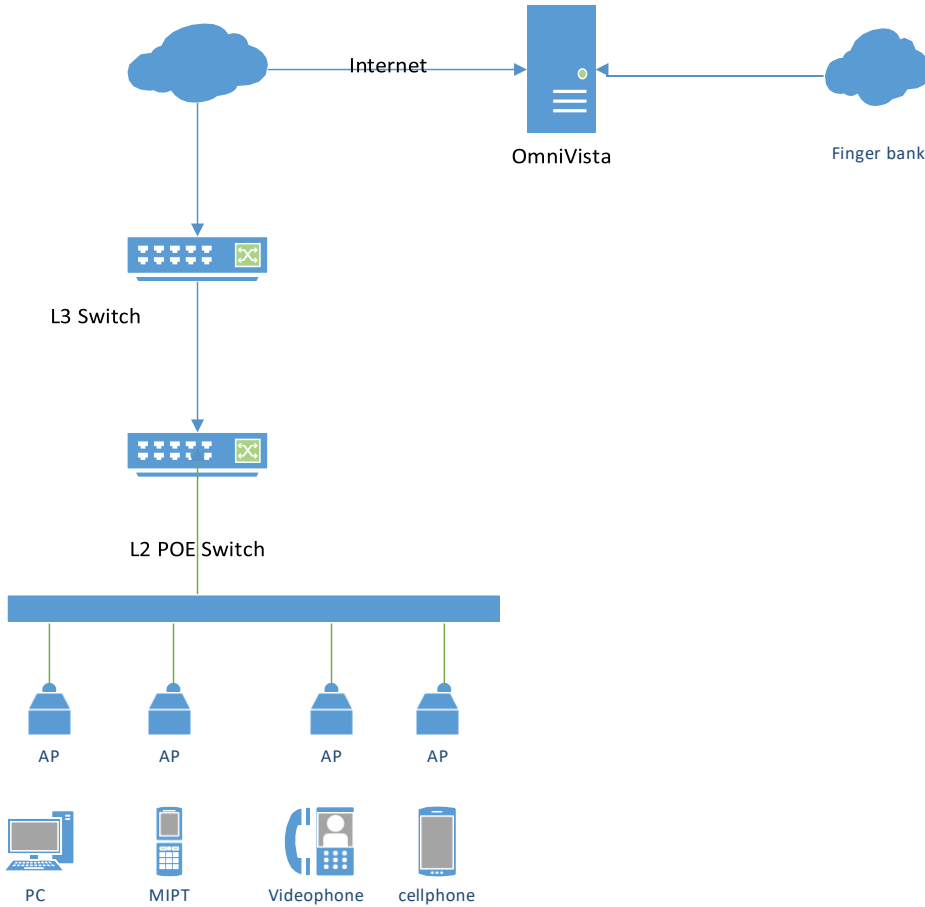 Internet
OmniVista
Finger bank
L3 Switch
L2 POE Switch
AP AP AP AP
PC MIPT Videophone cellphone